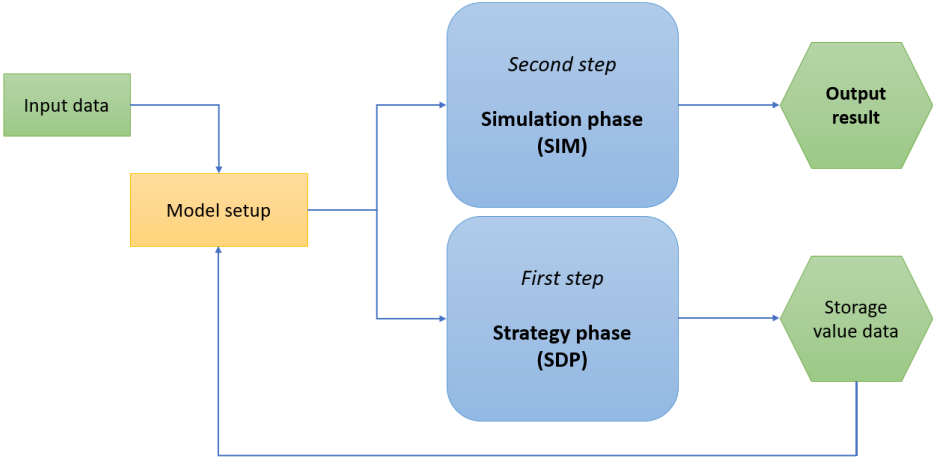 Input data
Model setup
Second step
Simulation phase
(SIM)
Output
result
First step
Strategy phase
(SDP)
Storage
value data